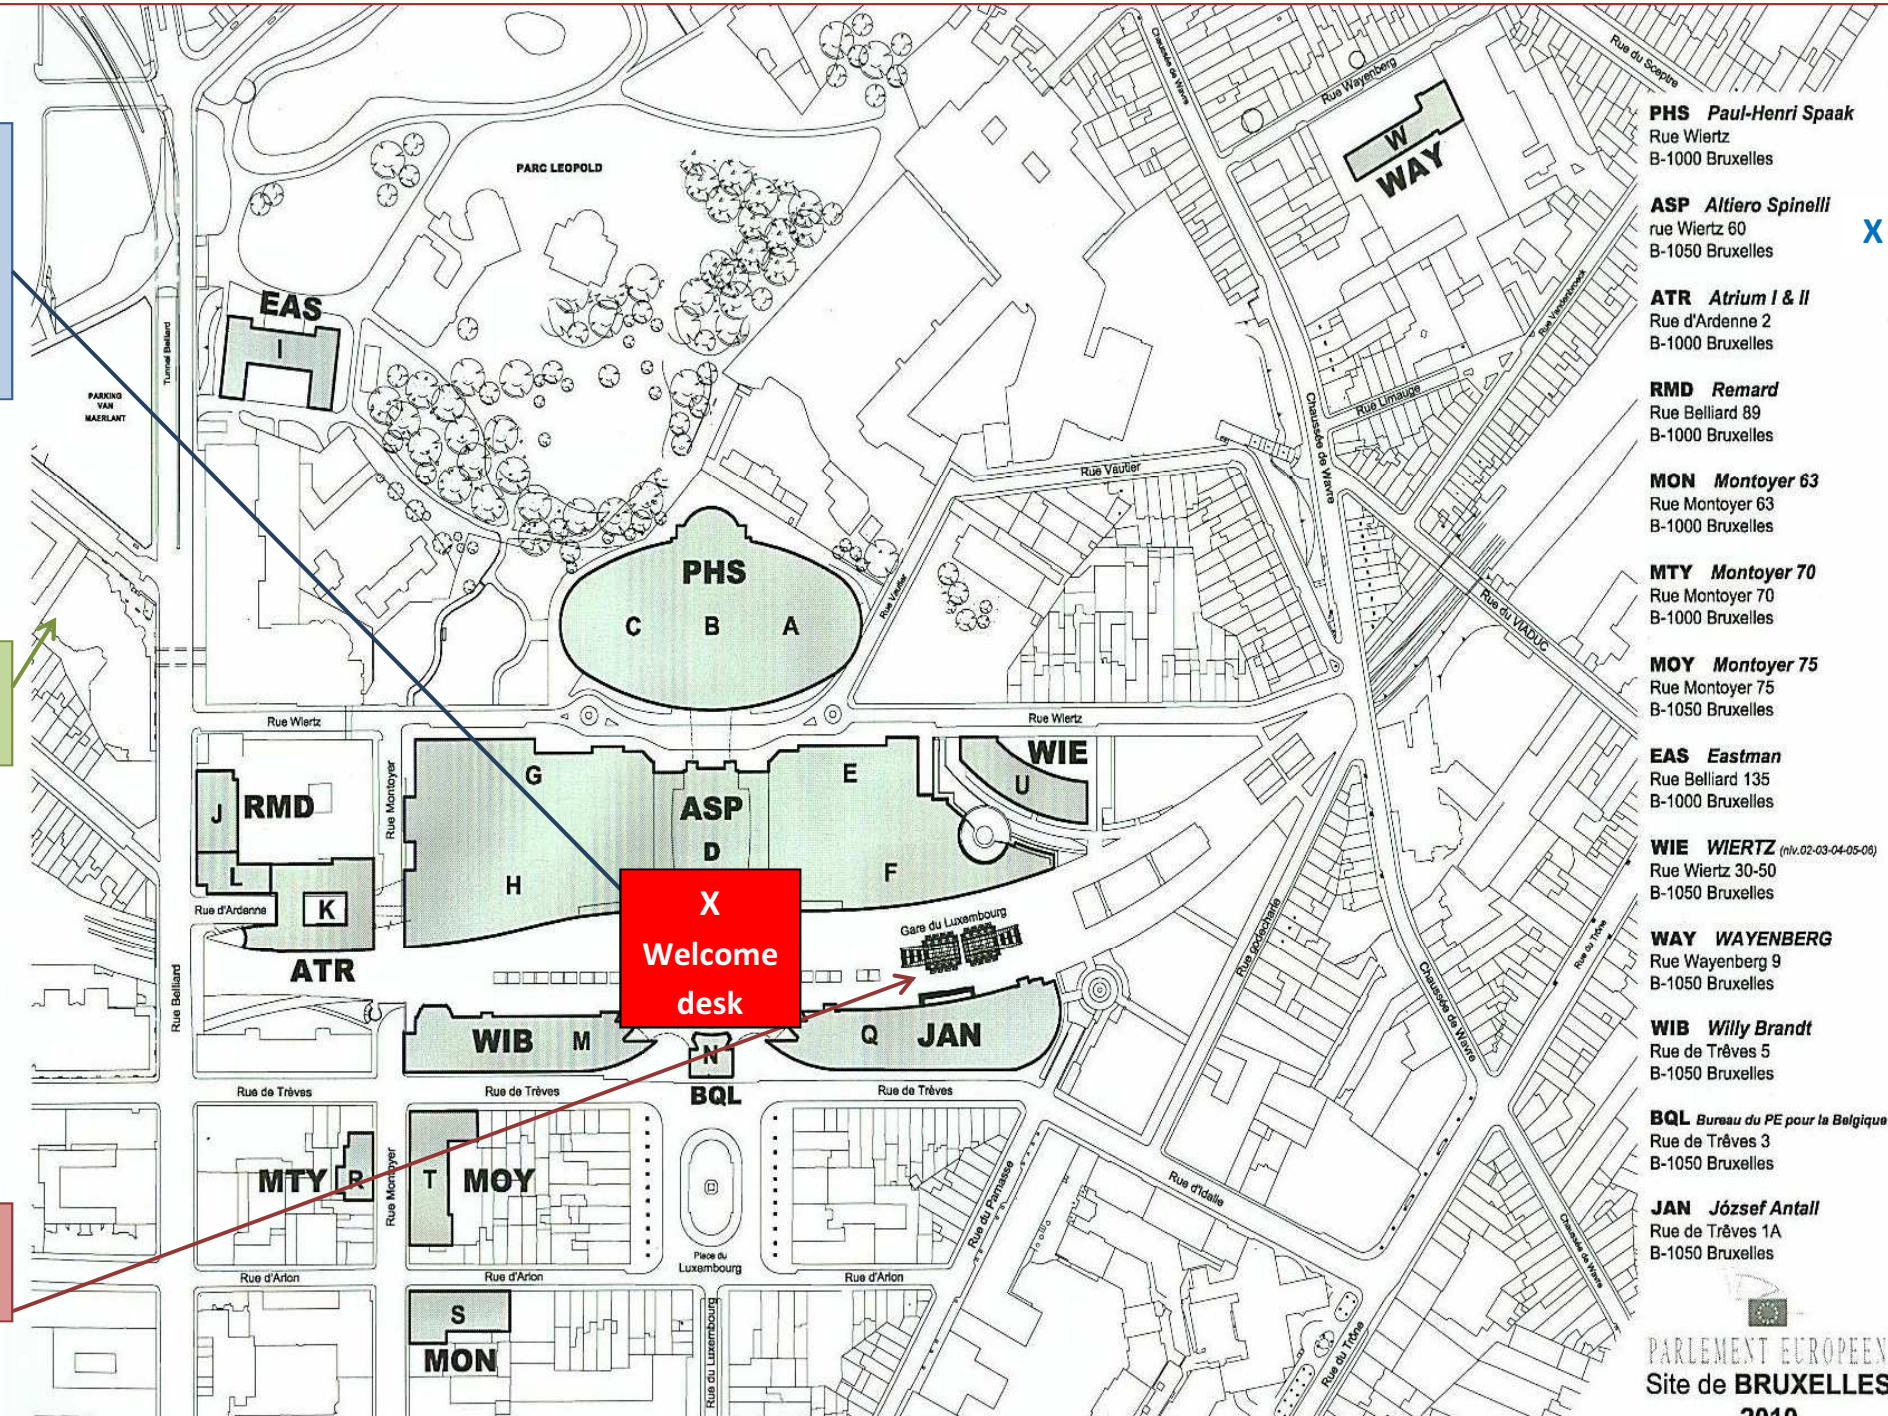 Chaussée de Wavre
Rue Wayenberg
Rue du Sceptre
W
WAY
PARC LEOPOLD
EAS
I
Tunnel Belliard
PARKING
VAN
MAERLANT
Rue Vandenbroeck
Rue Limauge
Chaussée de Wavre
Rue Vautier
Rue Vautier
PHS
C B A
Rue du VIADUC
Rue Wiertz
Rue Wiertz
G
E
WIE
U
J
RMD
Rue Montoyer
ASP
D
L
H
F
K
Rue d'Ardenne
ATR
X
Welcome
desk
Gare du Luxembourg
Rue godecharle
Rue du Trône
Rue Belliard
Chaussée de Wavre
WIB M
N
Q JAN
Rue de Trêves
Rue de Trêves
BQL
Rue de Trêves
MTY R
Rue Montoyer
T MOY
Rue du Parnasse
Rue d'Idalie
Chaussée de Wavre
Place du
Luxembourg
Rue d'Arlon
Rue d'Arlon
Rue d'Arlon
S
MON
Rue du Luxembourg
Rue du Trône
PHS Paul-Henri Spaak
Rue Wiertz
B-1000 Bruxelles
ASP Altiero Spinelli
rue Wiertz 60
X
B-1050 Bruxelles
ATR Atrium I & II
Rue d'Ardenne 2
B-1000 Bruxelles
RMD Remard
Rue Belliard 89
B-1000 Bruxelles
MON Montoyer 63
Rue Montoyer 63
B-1000 Bruxelles
MTY Montoyer 70
Rue Montoyer 70
B-1000 Bruxelles
MOY Montoyer 75
Rue Montoyer 75
B-1050 Bruxelles
EAS Eastman
Rue Belliard 135
B-1000 Bruxelles
WIE WIERTZ (niv.02-03-04-05-06)
Rue Wiertz 30-50
B-1050 Bruxelles
WAY WAYENBERG
Rue Wayenberg 9
B-1050 Bruxelles
WIB Willy Brandt
Rue de Trêves 5
B-1050 Bruxelles
BQL Bureau du PE pour la Belgique
Rue de Trêves 3
B-1050 Bruxelles
JAN József Antall
Rue de Trêves 1A
B-1050 Bruxelles
PARLEMENT EUROPEEN
Site de BRUXELLES